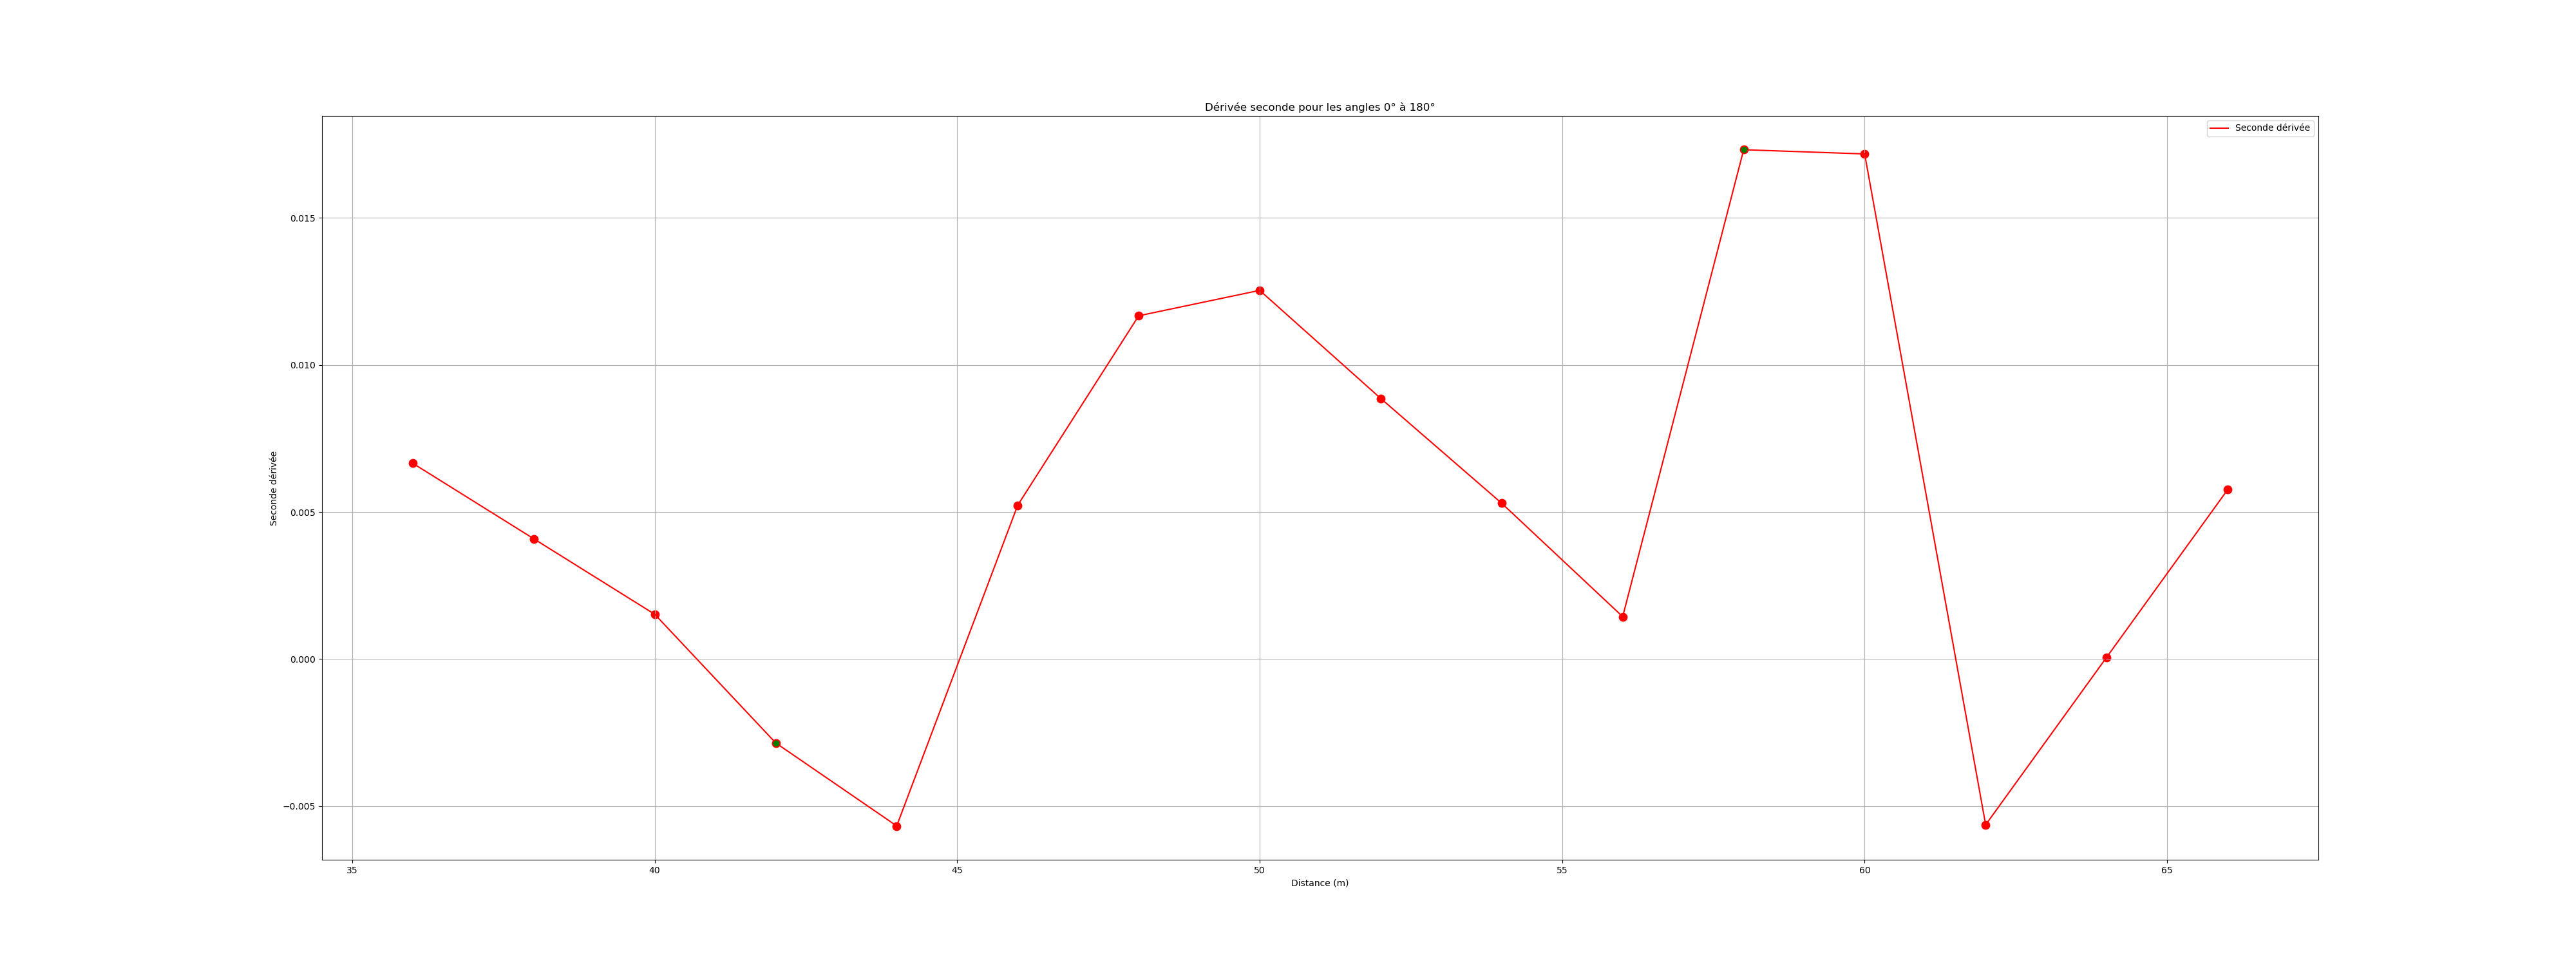 Dérivée seconde pour les angles 0° à 180°
Seconde dérivée
0.015
0.010
0.005
0.000
−0.005
Seconde dérivée
35 40 45 50 55 60 65
Distance (m)